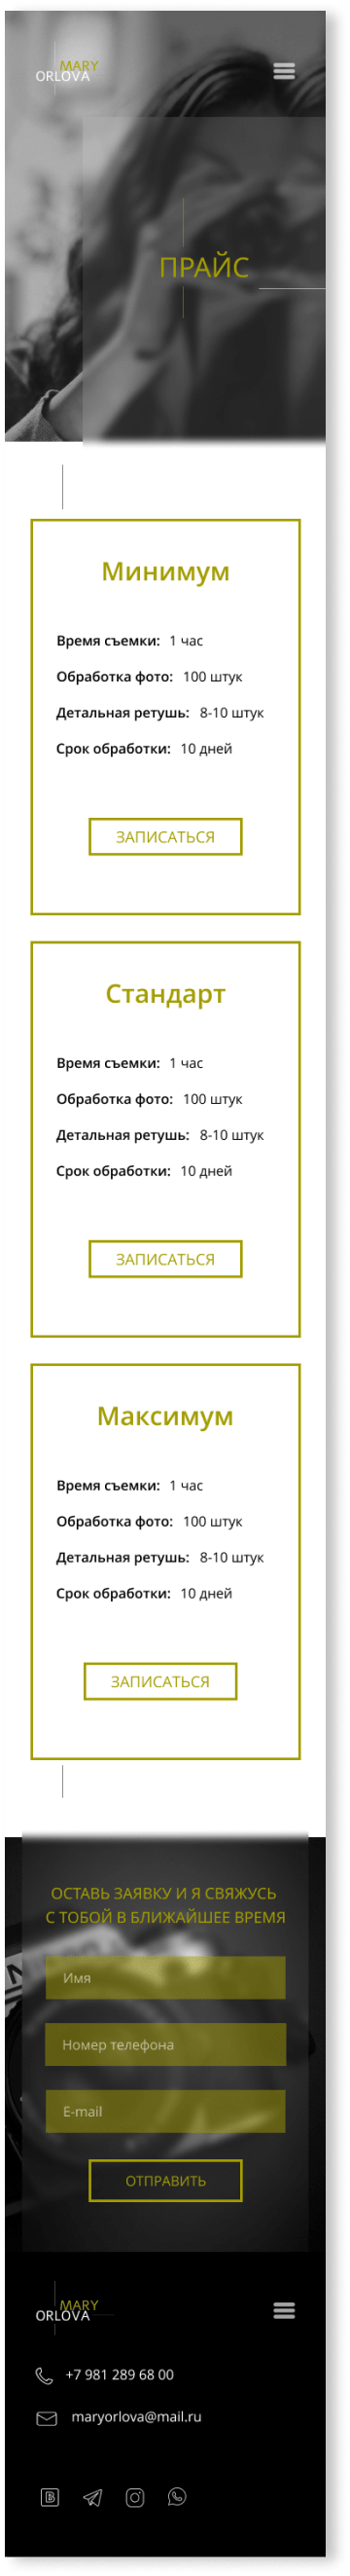 MARY
ORLOVA
ПРАЙС
Минимум
Время съемки: 1 час
Обработка фото: 100 штук
Детальная ретушь: 8-10 штук
Срок обработки: 10 дней
ЗАПИСАТЬСЯ
Стандарт
Время съемки: 1 час
Обработка фото: 100 штук
Детальная ретушь: 8-10 штук
Срок обработки: 10 дней
ЗАПИСАТЬСЯ
Максимум
Время съемки: 1 час
Обработка фото: 100 штук
Детальная ретушь: 8-10 штук
Срок обработки: 10 дней
ЗАПИСАТЬСЯ
ОСТАВЬ ЗАЯВКУ И Я СВЯЖУСЬ
С ТОБОЙ В БЛИЖАЙШЕЕ ВРЕМЯ
Имя
Номер телефона
E-mail
ОТПРАВИТЬ
MARY
ORLOVA
+7 981 289 68 00
maryorlova@mail.ru